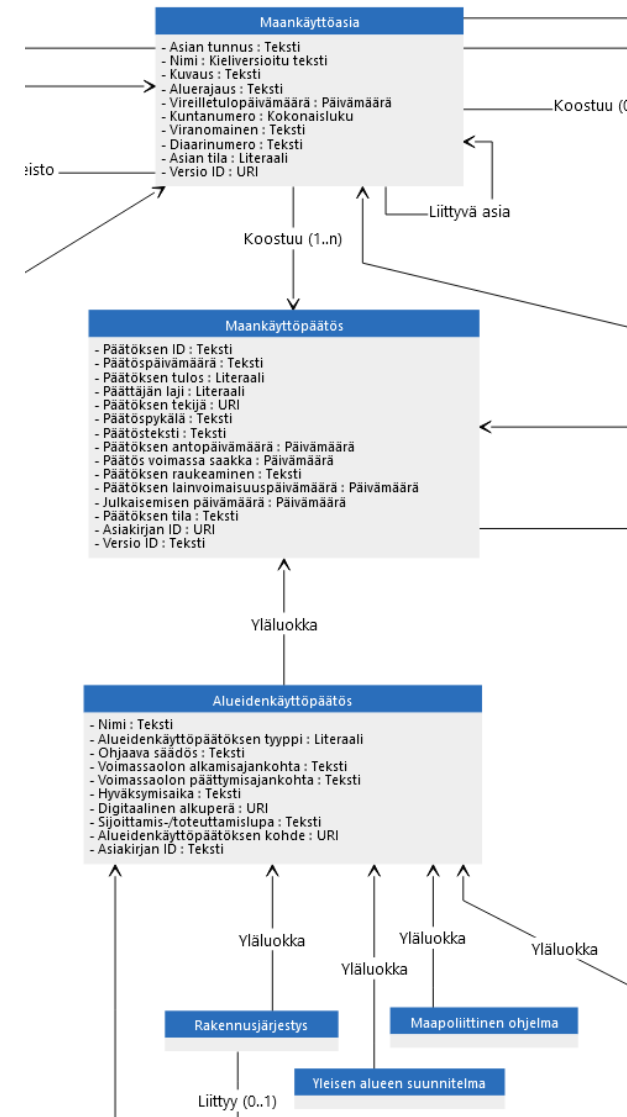 Maankäyttöasia
- Asian tunnus : Teksti
- Nimi : Kieliversioitu teksti
- Kuvaus : Teksti
- Aluerajaus : Teksti
- Vireilletulopäivämäärä : Päivämäärä
- Kuntanumero : Kokonaisluku
- Viranomainen : Teksti
- Diaarinumero : Teksti
- Asian tila : Literaali
- Versio ID : URI
Koostuu (0
eisto
Liittyvä asia
Koostuu (1..n)
Maankäyttöpäätös
- Päätöksen ID : Teksti
- Päätöspäivämäärä : Teksti
- Päätöksen tulos : Literaali
- Päättäjän laji : Literaali
- Päätöksen tekijä : URI
- Päätöspykälä : Teksti
- Päätösteksti : Teksti
- Päätöksen antopäivämäärä : Päivämäärä
- Päätös voimassa saakka : Päivämäärä
- Päätöksen raukeaminen : Teksti
- Päätöksen lainvoimaisuuspäivämäärä : Päivämäärä
- Julkaisemisen päivämäärä : Päivämäärä
- Päätöksen tila : Teksti
- Asiakirjan ID : URI
- Versio ID : Teksti
Yläluokka
Alueidenkäyttöpäätös
- Nimi : Teksti
- Alueidenkäyttöpäätöksen tyyppi : Literaali
- Ohjaava säädös : Teksti
- Voimassaolon alkamisajankohta : Teksti
- Voimassaolon päättymisajankohta : Teksti
- Hyväksymisaika : Teksti
- Digitaalinen alkuperä : URI
- Sijoittamis-/toteuttamislupa : Teksti
- Alueidenkäyttöpäätöksen kohde : URI
- Asiakirjan ID : Teksti
Yläluokka
Yläluokka
Yläluokka
Yläluokka
Rakennusjärjestys
Maapoliittinen ohjelma
Yleisen alueen suunnitelma
Liittyy (0..1)